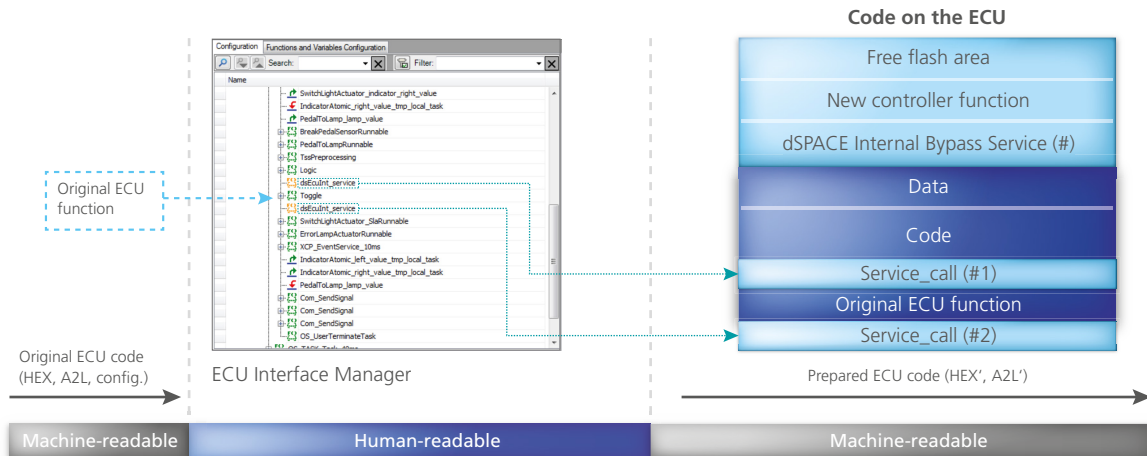 Code on the ECU
Configuration Functions and Variables Configuration
Search: Filter:
Name
SwitchLightActuator_indicator_right_value
IndicatorAtomic_right_value_tmp_local_task
PedalToLamp_lamp_value
BreakPedalSensorRunnable
PedalToLampRunnable
TssPreprocessing
Logic
dsEcuInt_service
Toggle
dsEcuInt_service
SwitchLightActuator_SlaRunnable
ErrorLampActuatorRunnable
XCP_EventService_10ms
IndicatorAtomic_left_value_tmp_local_task
IndicatorAtomic_right_value_tmp_local_task
PedalToLamp_lamp_value
Com_SendSignal
Com_SendSignal
Com_SendSignal
OS_UserTerminateTask
Original ECU
function
Free flash area
New controller function
dSPACE Internal Bypass Service (#)
Data
Code
Service_call (#1)
Original ECU function
Service_call (#2)
Original ECU code
(HEX, A2L, config.)
ECU Interface Manager
Prepared ECU code (HEX’, A2L’)
Machine-readable
Human-readable
Machine-readable